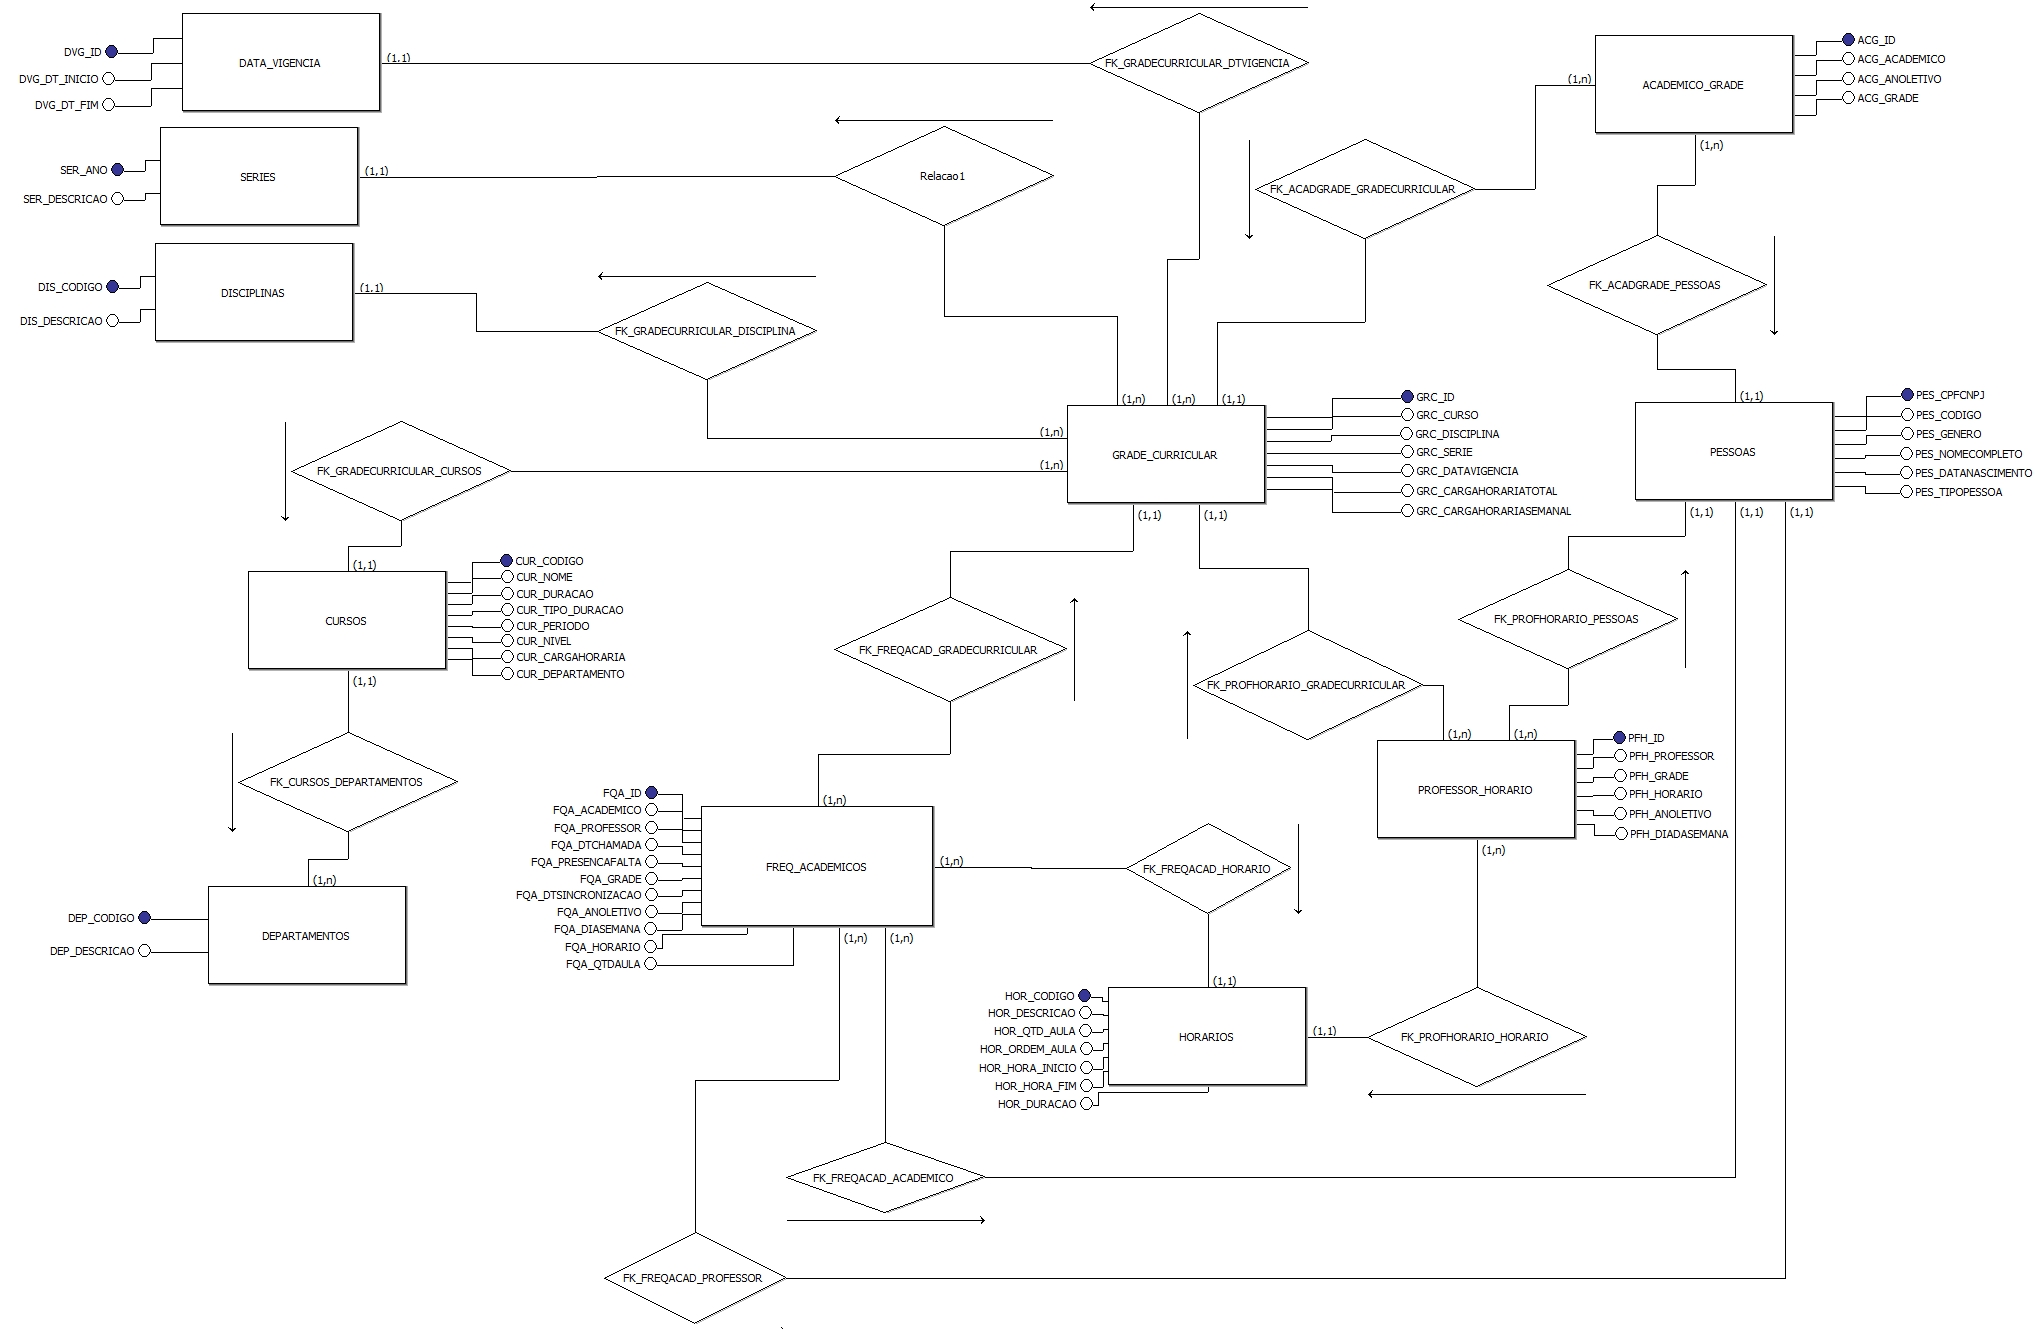 DVG_ID
DVG_DT_INICIO
DVG_DT_FIM
DATA_VIGENCIA
(1,1)
FK_GRADECURRICULAR_DTVIGENCIA
(1,n)
ACADEMICO_GRADE
(1,n)
ACG_ID
ACG_ACADEMICO
ACG_ANOLETIVO
ACG_GRADE
SER_ANO
SER_DESCRICAO
SERIES
(1,1)
Relacao1
FK_ACADGRADE_GRADECURRICULAR
DIS_CODIGO
DIS_DESCRICAO
DISCIPLINAS
(1,1)
FK_GRADECURRICULAR_DISCIPLINA
FK_ACADGRADE_PESSOAS
(1,n)
(1,n)
(1,1)
(1,n)
(1,n)
GRADE_CURRICULAR
(1,1)
(1,1)
GRC_ID
GRC_CURSO
GRC_DISCIPLINA
GRC_SERIE
GRC_DATAVIGENCIA
GRC_CARGAHORARIATOTAL
GRC_CARGAHORARIASEMANAL
(1,1)
PESSOAS
(1,1)
(1,1)
(1,1)
PES_CPFCNPJ
PES_CODIGO
PES_GENERO
PES_NOMECOMPLETO
PES_DATANASCIMENTO
PES_TIPOPESSOA
FK_GRADECURRICULAR_CURSOS
(1,1)
CURSOS
(1,1)
CUR_CODIGO
CUR_NOME
CUR_DURACAO
CUR_TIPO_DURACAO
CUR_PERIODO
CUR_NIVEL
CUR_CARGAHORARIA
CUR_DEPARTAMENTO
FK_FREQACAD_GRADECURRICULAR
FK_PROFHORARIO_GRADECURRICULAR
FK_PROFHORARIO_PESSOAS
(1,n)
(1,n)
PROFESSOR_HORARIO
(1,n)
PFH_ID
PFH_PROFESSOR
PFH_GRADE
PFH_HORARIO
PFH_ANOLETIVO
PFH_DIADASEMANA
FK_CURSOS_DEPARTAMENTOS
(1,n)
DEP_CODIGO
DEP_DESCRICAO
DEPARTAMENTOS
FQA_ID
FQA_ACADEMICO
FQA_PROFESSOR
FQA_DTCHAMADA
FQA_PRESENCAFALTA
FQA_GRADE
FQA_DTSINCRONIZACAO
FQA_ANOLETIVO
FQA_DIASEMANA
FQA_HORARIO
FQA_QTDAULA
(1,n)
FREQ_ACADEMICOS
(1,n)
(1,n)
(1,n)
FK_FREQACAD_HORARIO
(1,1)
HOR_CODIGO
HOR_DESCRICAO
HOR_QTD_AULA
HOR_ORDEM_AULA
HOR_HORA_INICIO
HOR_HORA_FIM
HOR_DURACAO
HORARIOS
(1,1)
FK_PROFHORARIO_HORARIO
FK_FREQACAD_ACADEMICO
FK_FREQACAD_PROFESSOR